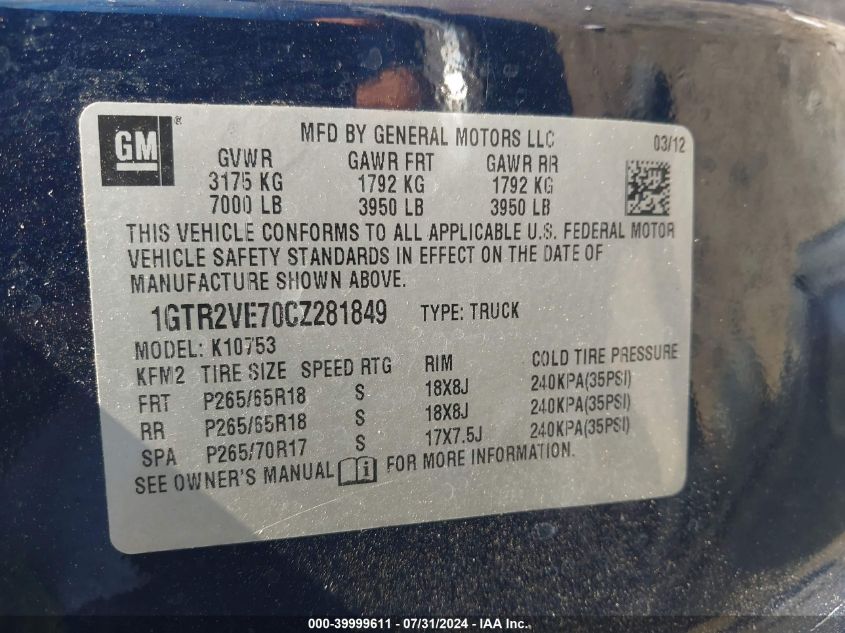 GM®
MFD BY GENERAL MOTORS LLC
03/12
GVWR GAWR FRT GAWR RR
3175 KG 1792 KG 1792 KG
7000 LB 3950 LB 3950 LB
THIS VEHICLE CONFORMS TO ALL APPLICABLE U.S. FEDERAL MOTOR
VEHICLE SAFETY STANDARDS IN EFFECT ON THE DATE OF
MANUFACTURE SHOWN ABOVE.
1GTR2VE70CZ281849 TYPE: TRUCK
MODEL: K10753
KFM2 TIRE SIZE SPEED RTG RIM COLD TIRE PRESSURE
FRT P265/65R18 S 18X8J 240KPA(35PSI)
RR P265/65R18 S 18X8J 240KPA(35PSI)
SPA P265/70R17 S 17X7.5J 240KPA(35PSI)
SEE OWNER'S MANUAL FOR MORE INFORMATION.
000-39999611 - 07/31/2024 - IAA Inc.